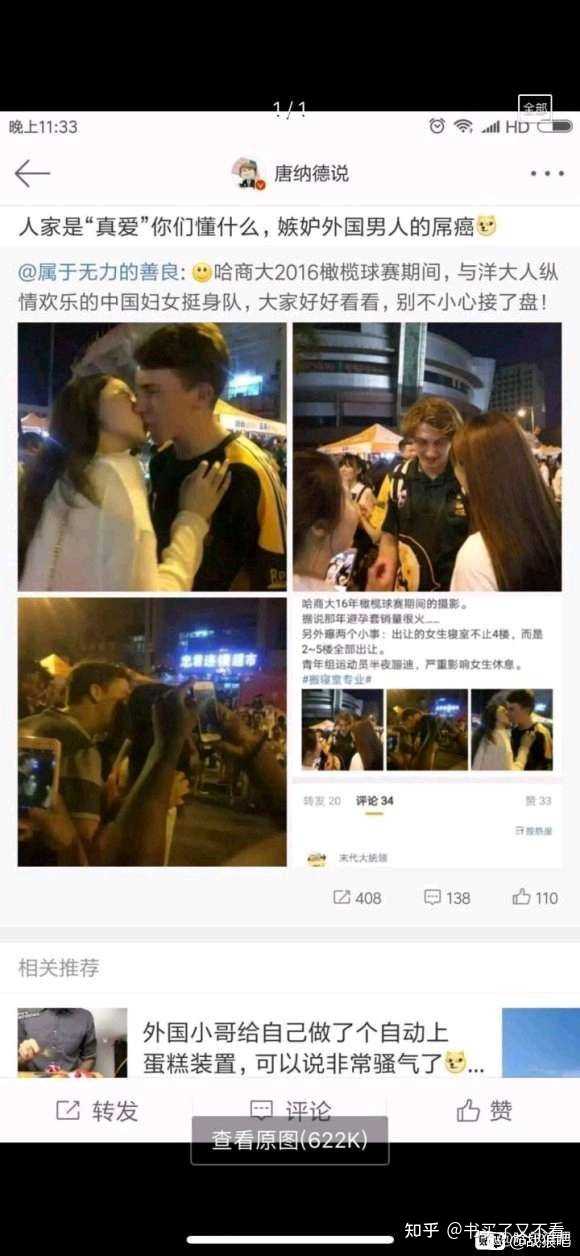 1/1
全部
晚上11:33
HD
唐纳德说
人家是“真爱”你们懂什么，嫉妒外国男人的屌癌
@属于无力的善良：哈商大2016橄榄球赛期间，与洋大人纵
情欢乐的中国妇女挺身队，大家好好看看，别不小心接了盘！
哈商大16年橄榄球赛期间的摄影。
据说那年避孕套销量很火……
另外爆两个小事：出让的女生寝室不止4楼，而是
2~5楼全部出让。
青年组运动员半夜蹦迪，严重影响女生休息。
#搬寝室专业#
转发 20 评论 34 赞 33
按热度
末代大统领
408 138 110
相关推荐
外国小哥给自己做了个自动上
蛋糕装置，可以说非常骚气了...
转发 评论 赞
查看原图(622K)
知乎 @书买了又不看
@战狼吧